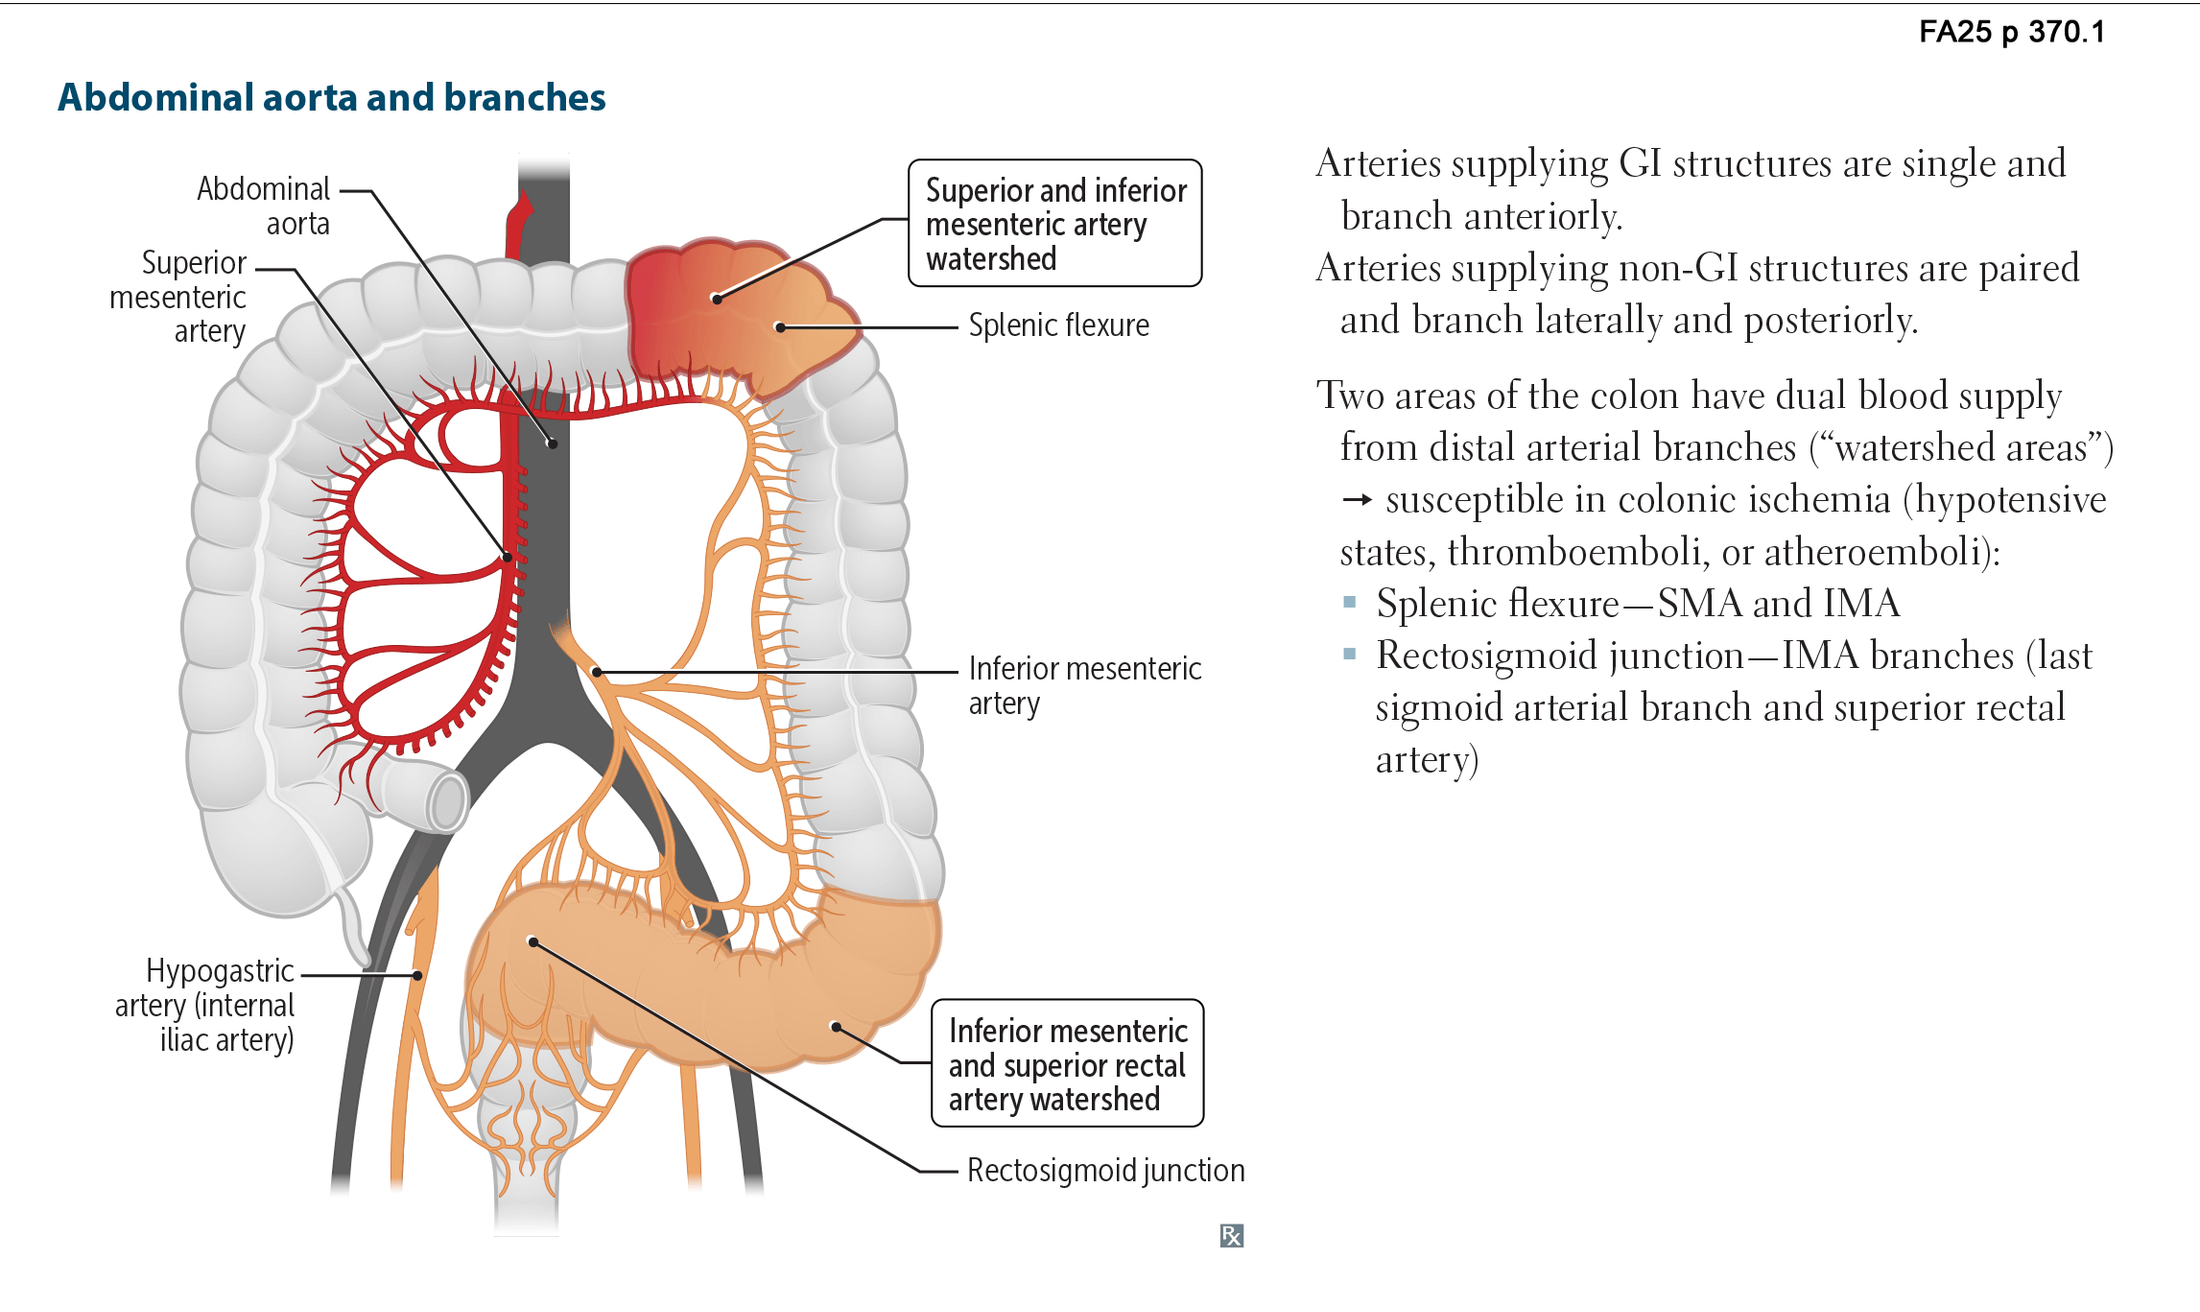 FA25 p 370.1
Abdominal aorta and branches
Abdominal
aorta
Superior
mesenteric
artery
Superior and inferior
mesenteric artery
watershed
Splenic flexure
Inferior mesenteric
artery
Hypogastric
artery (internal
iliac artery)
Inferior mesenteric
and superior rectal
artery watershed
Rectosigmoid junction
Rx
Arteries supplying GI structures are single and
branch anteriorly.
Arteries supplying non-GI structures are paired
and branch laterally and posteriorly.
Two areas of the colon have dual blood supply
from distal arterial branches (“watershed areas”)
→ susceptible in colonic ischemia (hypotensive
states, thromboemboli, or atheroemboli):
▪ Splenic flexure—SMA and IMA
▪ Rectosigmoid junction—IMA branches (last
sigmoid arterial branch and superior rectal
artery)